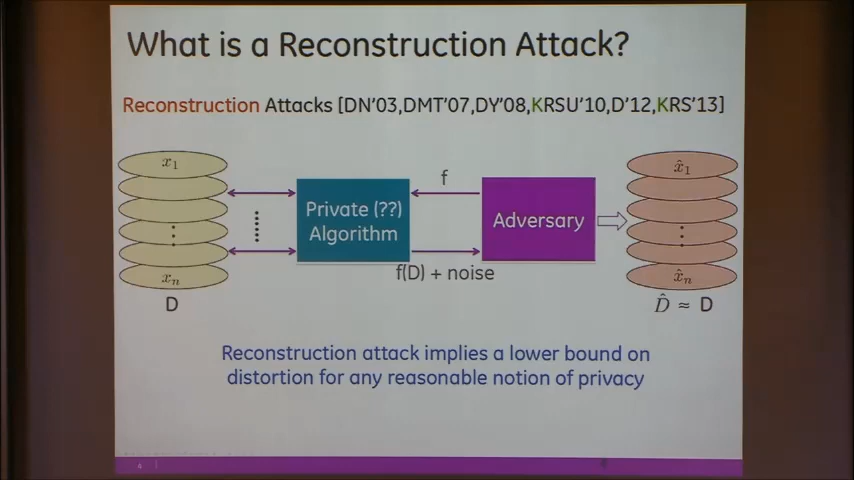 What is a Reconstruction Attack?
Reconstruction Attacks [DN'03,DMT'07,DY'08,KRSU'10,D'12,KRS'13]
x₁
xₙ
D
Private (??)
Algorithm
f
f(D) + noise
Adversary
x̂₁
x̂ₙ
D̂ ≈ D
Reconstruction attack implies a lower bound on
distortion for any reasonable notion of privacy
4
4